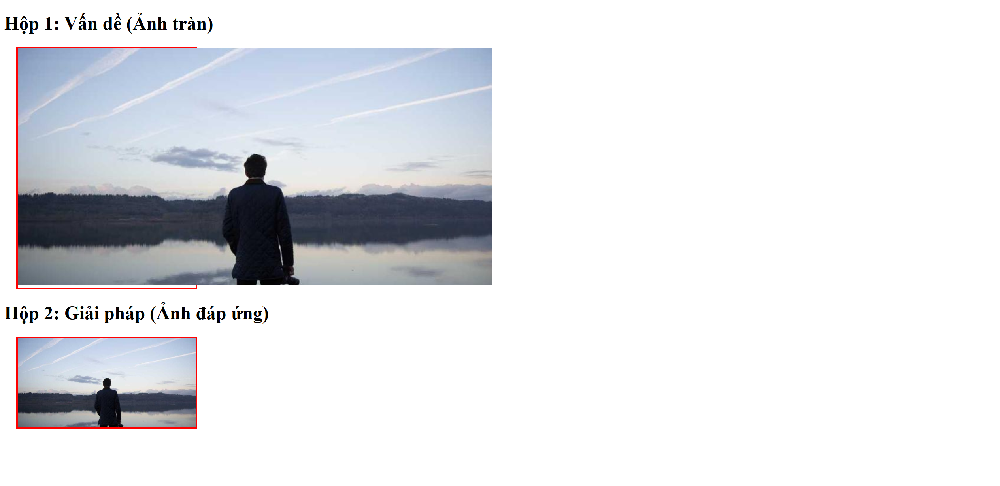 Hộp 1: Vấn đề (Ảnh tràn)
Hộp 2: Giải pháp (Ảnh đáp ứng)